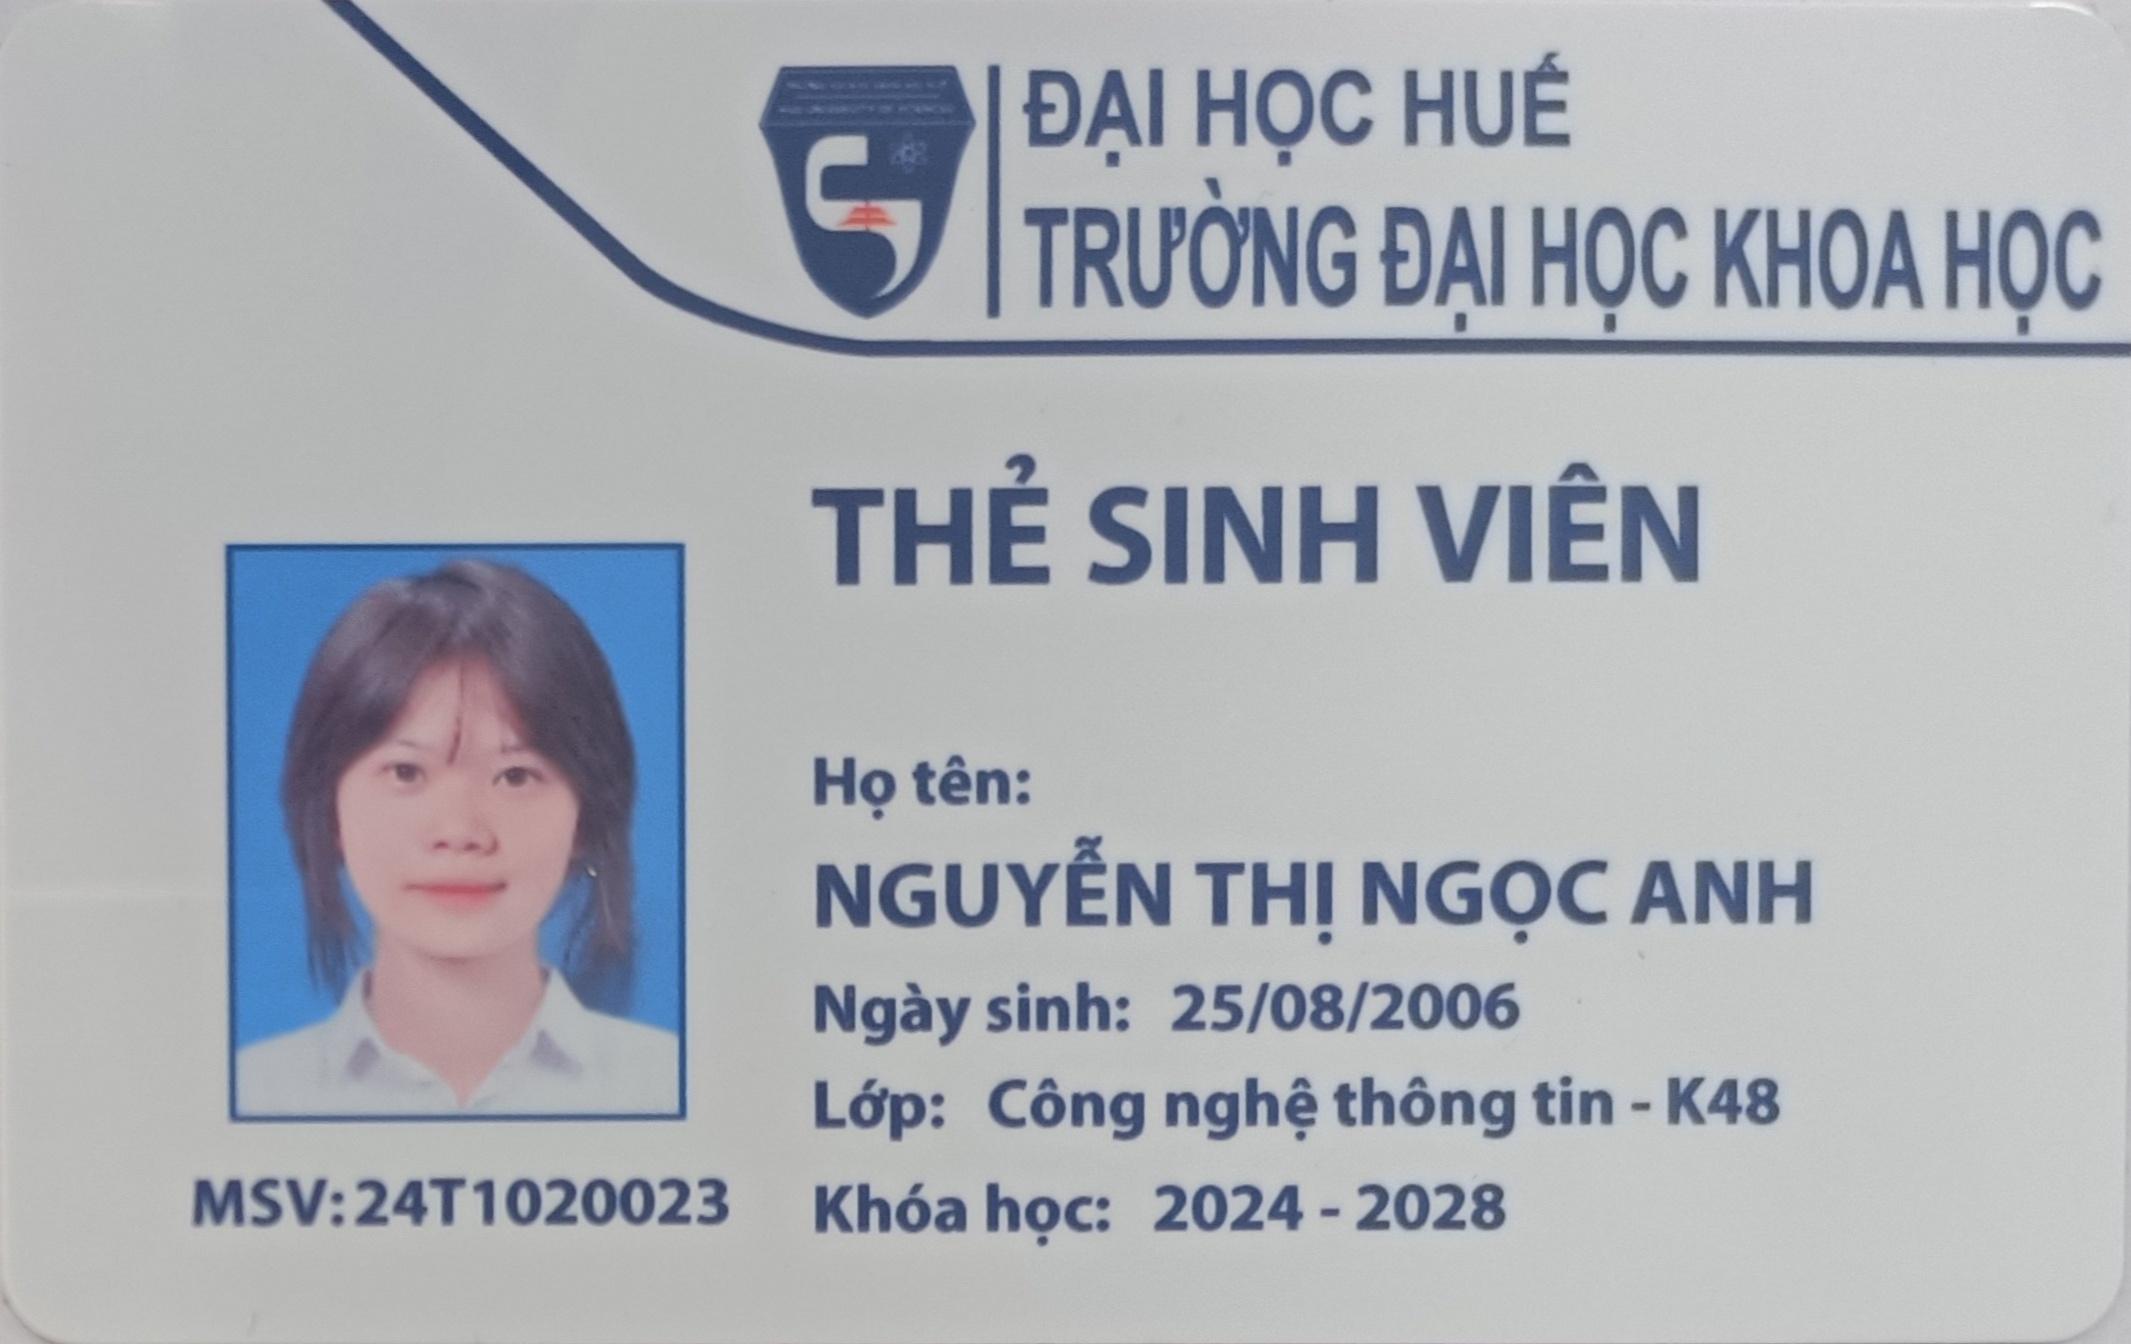 ĐẠI HỌC HUẾ
TRƯỜNG ĐẠI HỌC KHOA HỌC
THẺ SINH VIÊN
Họ tên:
NGUYỄN THỊ NGỌC ANH
Ngày sinh: 25/08/2006
Lớp: Công nghệ thông tin - K48
Khóa học: 2024 - 2028
MSV: 24T1020023